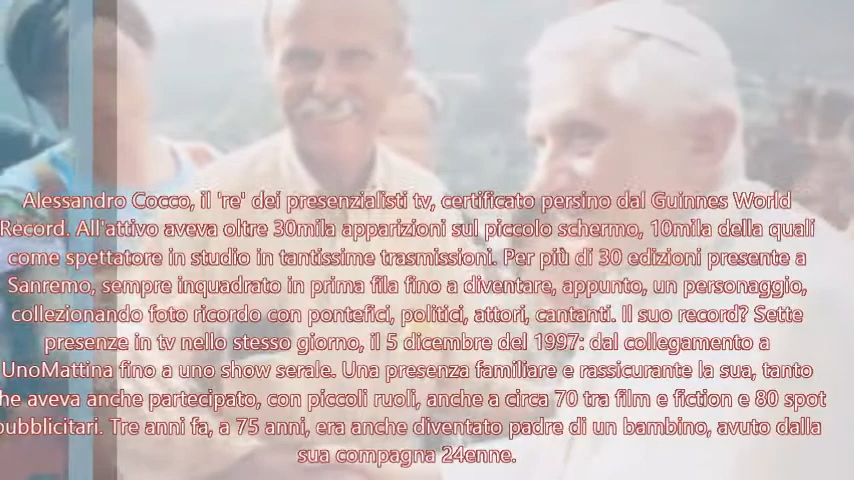 Alessandro Cocco, il 're' dei presenzialisti tv, certificato persino dal Guinnes World
Record. All'attivo aveva oltre 30mila apparizioni sul piccolo schermo, 10mila della quali
come spettatore in studio in tantissime trasmissioni. Per più di 30 edizioni presente a
Sanremo, sempre inquadrato in prima fila fino a diventare, appunto, un personaggio,
collezionando foto ricordo con pontefici, politici, attori, cantanti. Il suo record? Sette
presenze in tv nello stesso giorno, il 5 dicembre del 1997: dal collegamento a
UnoMattina fino a uno show serale. Una presenza familiare e rassicurante la sua, tanto
he aveva anche partecipato, con piccoli ruoli, anche a circa 70 tra film e fiction e 80 spot
pubblicitari. Tre anni fa, a 75 anni, era anche diventato padre di un bambino, avuto dalla
sua compagna 24enne.